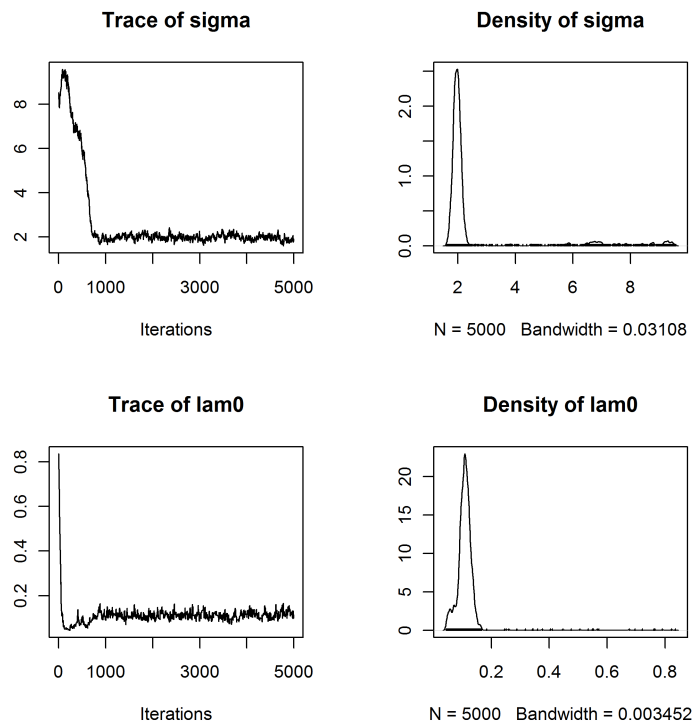 Trace of sigma
8
6
4
2
0 1000 3000 5000
Iterations
Density of sigma
2.0
1.0
0.0
2 4 6 8
N = 5000 Bandwidth = 0.03108
Trace of lam0
0.8
0.6
0.4
0.2
0 1000 3000 5000
Iterations
Density of lam0
20
15
10
5
0
0.2 0.4 0.6 0.8
N = 5000 Bandwidth = 0.003452